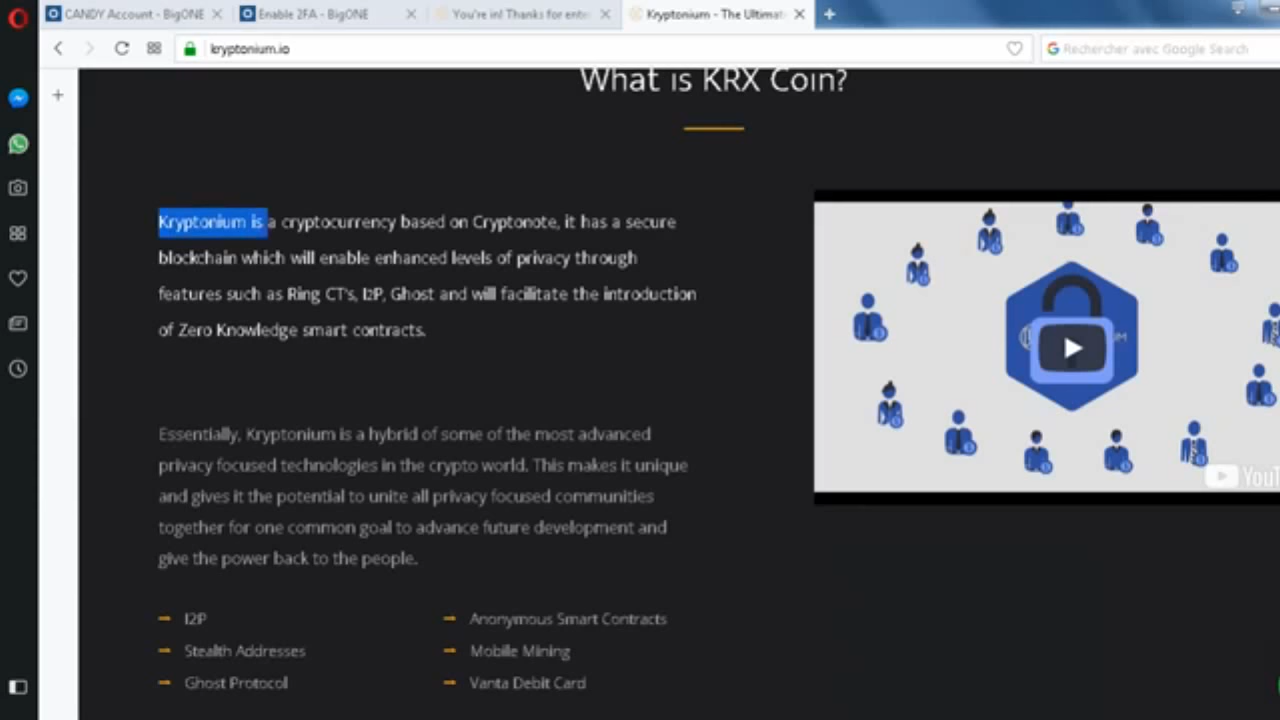 CANDY Account - BigONE
Enable 2FA - BigONE
You're in! Thanks for ente
Kryptonium - The Ultimat
kryptonium.io
Rechercher avec Google Search
What is KRX Coin?
Kryptonium is a cryptocurrency based on Cryptonote, it has a secure
blockchain which will enable enhanced levels of privacy through
features such as Ring CT's, I2P, Ghost and will facilitate the introduction
of Zero Knowledge smart contracts.
Essentially, Kryptonium is a hybrid of some of the most advanced
privacy focused technologies in the crypto world. This makes it unique
and gives it the potential to unite all privacy focused communities
together for one common goal to advance future development and
give the power back to the people.
I2P
Stealth Addresses
Ghost Protocol
Anonymous Smart Contracts
Mobille Mining
Vanta Debit Card
YouT